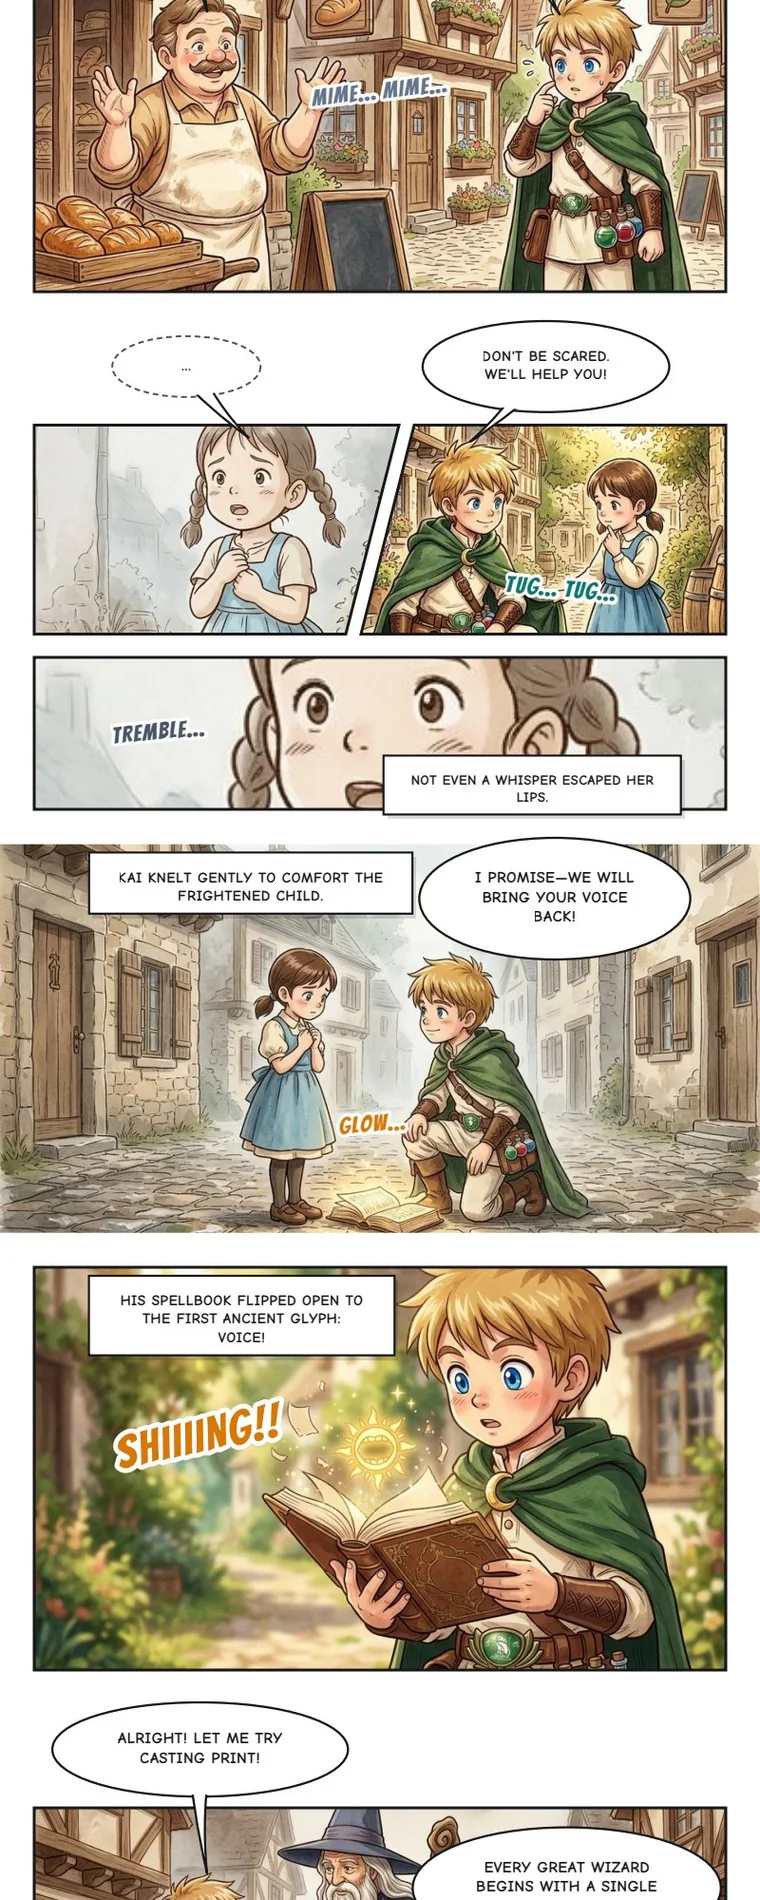 MIME... MIME...
...
DON'T BE SCARED.
WE'LL HELP YOU!
TUG... TUG...
TREMBLE...
NOT EVEN A WHISPER ESCAPED HER
LIPS.
KAI KNELT GENTLY TO COMFORT THE
FRIGHTENED CHILD.
I PROMISE—WE WILL
BRING YOUR VOICE
BACK!
GLOW...
HIS SPELLBOOK FLIPPED OPEN TO
THE FIRST ANCIENT GLYPH:
VOICE!
SHIIIING!!
ALRIGHT! LET ME TRY
CASTING PRINT!
EVERY GREAT WIZARD
BEGINS WITH A SINGLE